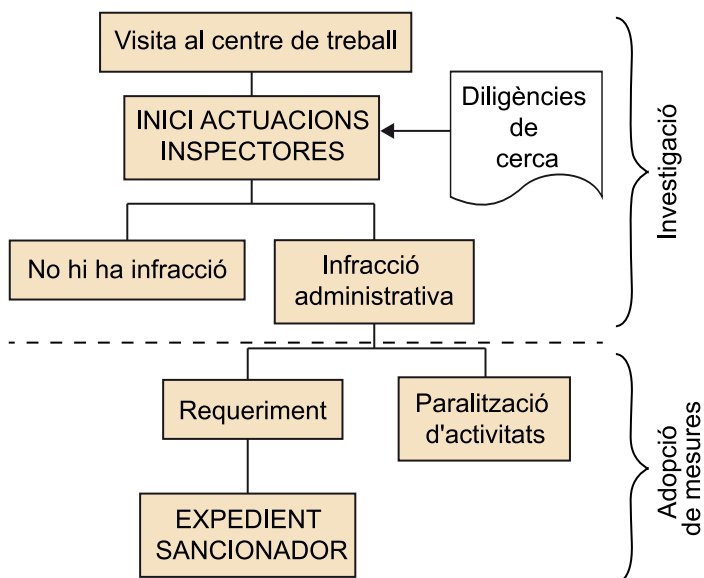 Visita al centre de treball
INICI ACTUACIONS
INSPECTORES
Diligències
de
cerca
Investigació
No hi ha infracció
Infracció
administrativa
Requeriment
Paralització
d'activitats
Adopció
de mesures
EXPEDIENT
SANCIONADOR